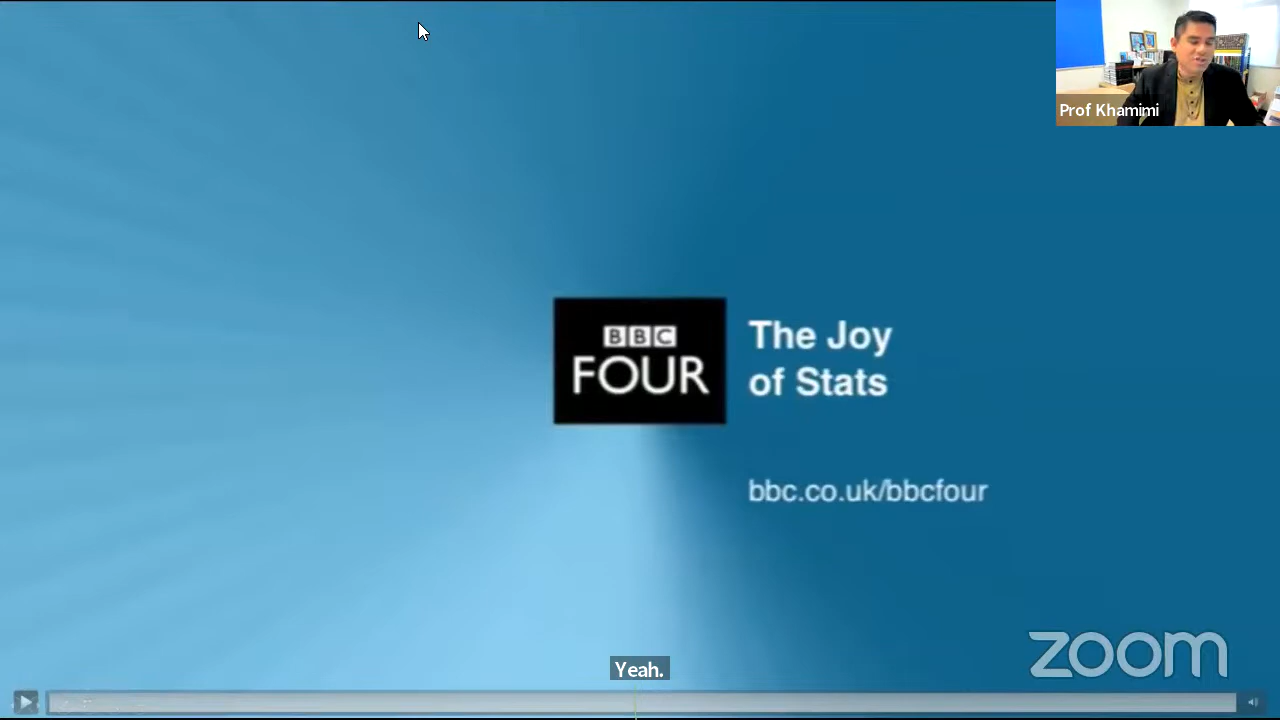 Prof Khamimi
BBC
FOUR
The Joy
of Stats
bbc.co.uk/bbcfour
zoom
Yeah.